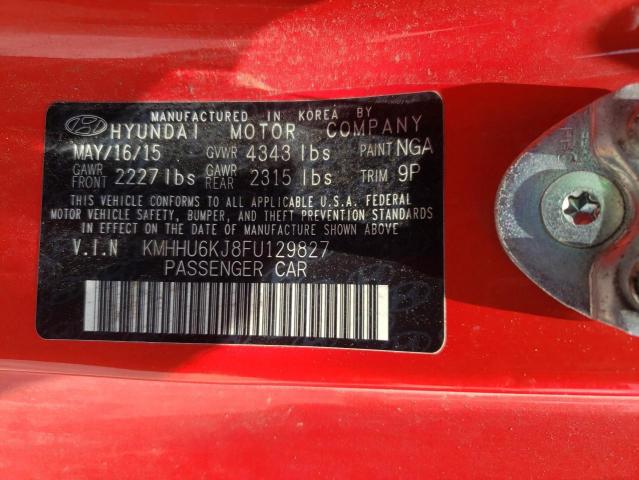 MANUFACTURED IN KOREA BY
HYUNDAI MOTOR COMPANY
MAY/16/15 GVWR 4343 lbs PAINT NGA
GAWR FRONT 2227 lbs GAWR REAR 2315 lbs TRIM 9P
THIS VEHICLE CONFORMS TO ALL APPLICABLE U.S.A. FEDERAL
MOTOR VEHICLE SAFETY, BUMPER, AND THEFT PREVENTION STANDARDS
IN EFFECT ON THE DATE OF MANUFACTURE SHOWN ABOVE.
V.I.N KMHHU6KJ8FU129827
PASSENGER CAR